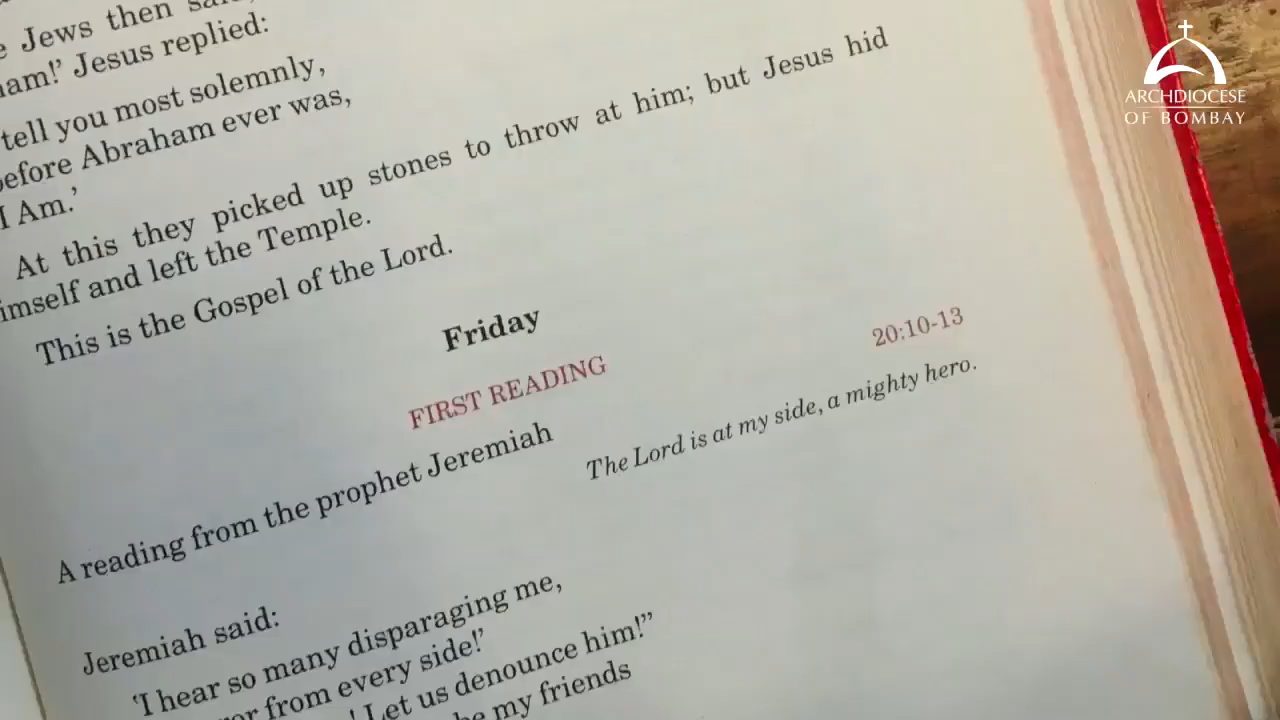 Jews then
ham!' Jesus replied:
tell you most solemnly,
before Abraham ever was,
I Am.'
At this they picked up stones to throw at him; but Jesus hid
imself and left the Temple.
This is the Gospel of the Lord.
Friday
FIRST READING
20:10-13
A reading from the prophet Jeremiah
The Lord is at my side, a mighty hero.
Jeremiah said:
'I hear so many disparaging me,
from every side!'
! Let us denounce him!"
my friends
ARCHDIOCESE
OF BOMBAY